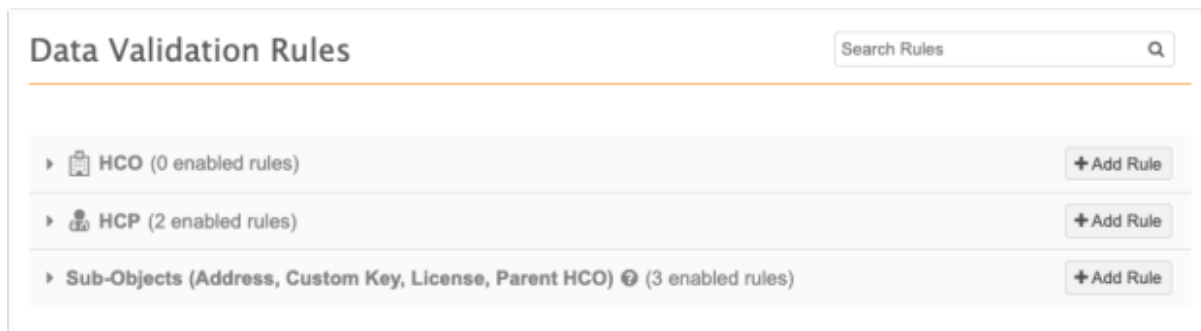 Data Validation Rules
Search Rules
HCO (0 enabled rules)
+ Add Rule
HCP (2 enabled rules)
+ Add Rule
Sub-Objects (Address, Custom Key, License, Parent HCO) ? (3 enabled rules)
+ Add Rule